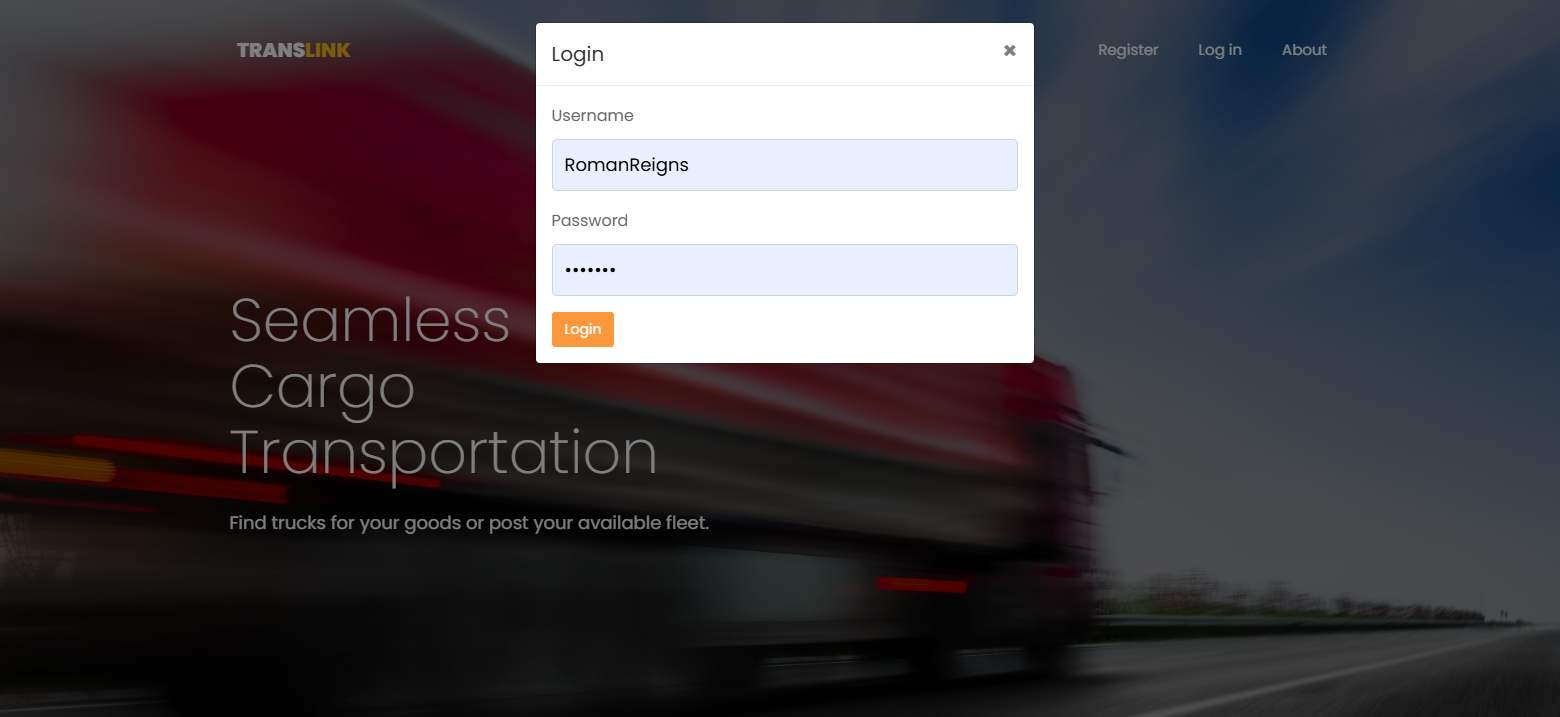 TRANSLINK
Register Log in About
Login ✖
Username
RomanReigns
Password
•••••••
Login
Seamless
Cargo
Transportation
Find trucks for your goods or post your available fleet.